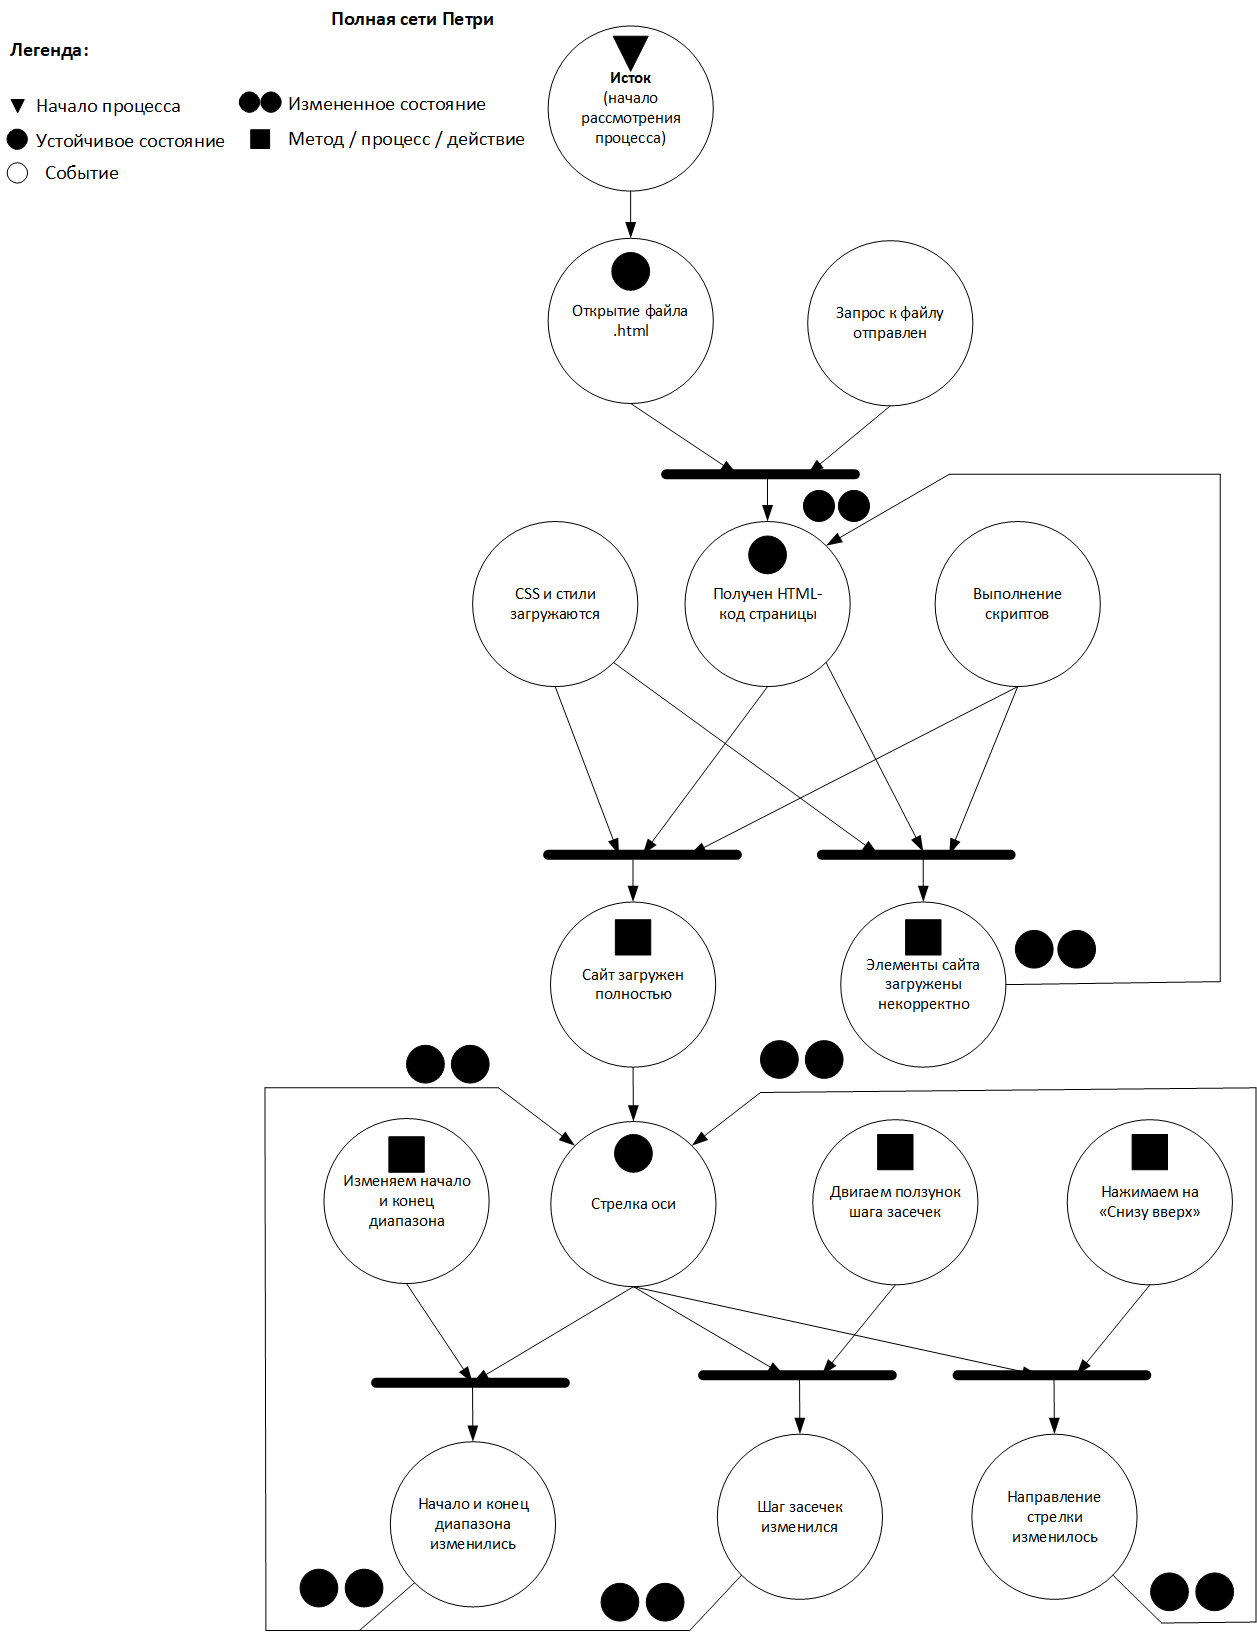 Полная сети Петри
Легенда:
Начало процесса
Измененное состояние
Устойчивое состояние
Метод / процесс / действие
Событие
Исток
(начало
рассмотрения
процесса)
Открытие файла
.html
Запрос к файлу
отправлен
CSS и стили
загружаются
Получен HTML-
код страницы
Выполнение
скриптов
Сайт загружен
полностью
Элементы сайта
загружены
некорректно
Изменяем начало
и конец
диапазона
Стрелка оси
Двигаем ползунок
шага засечек
Нажимаем на
«Снизу вверх»
Начало и конец
диапазона
изменились
Шаг засечек
изменился
Направление
стрелки
изменилось